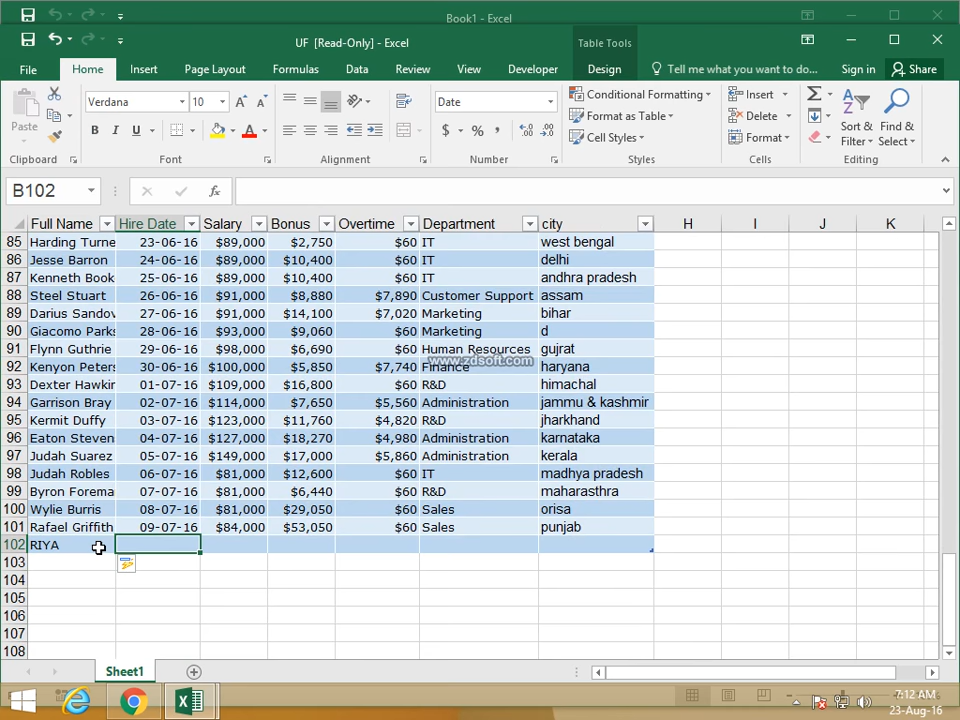 Book1 - Excel
UF [Read-Only] - Excel
Table Tools
File Home Insert Page Layout Formulas Data Review View Developer Design Tell me what you want to do... Sign in Share
Paste
Verdana 10
B I U A
Date
$ % ,
Conditional Formatting
Format as Table
Cell Styles
Insert
Delete
Format
Sort & Filter
Find & Select
Clipboard Font Alignment Number Styles Cells Editing
B102 fx
Full Name Hire Date Salary Bonus Overtime Department city H I J K
85 Harding Turne 23-06-16 $89,000 $2,750 $60 IT west bengal
86 Jesse Barron 24-06-16 $89,000 $10,400 $60 IT delhi
87 Kenneth Book 25-06-16 $89,000 $10,400 $60 IT andhra pradesh
88 Steel Stuart 26-06-16 $91,000 $8,880 $7,890 Customer Support assam
89 Darius Sandov 27-06-16 $91,000 $14,100 $7,020 Marketing bihar
90 Giacomo Parks 28-06-16 $93,000 $9,060 $60 Marketing d
91 Flynn Guthrie 29-06-16 $98,000 $6,690 $60 Human Resources gujrat
www.zdsoft.com
92 Kenyon Peters 30-06-16 $100,000 $5,850 $7,740 Finance haryana
93 Dexter Hawkin 01-07-16 $109,000 $16,800 $60 R&D himachal
94 Garrison Bray 02-07-16 $114,000 $7,650 $5,560 Administration jammu & kashmir
95 Kermit Duffy 03-07-16 $123,000 $11,760 $4,820 R&D jharkhand
96 Eaton Steven 04-07-16 $127,000 $18,270 $4,980 Administration karnataka
97 Judah Suarez 05-07-16 $149,000 $17,000 $5,860 Administration kerala
98 Judah Robles 06-07-16 $81,000 $12,600 $60 IT madhya pradesh
99 Byron Forema 07-07-16 $81,000 $6,440 $60 R&D maharasthra
100 Wylie Burris 08-07-16 $81,000 $29,050 $60 Sales orisa
101 Rafael Griffith 09-07-16 $84,000 $53,050 $60 Sales punjab
102 RIYA
103
104
105
106
107
108
Sheet1
7:12 AM
23-Aug-16